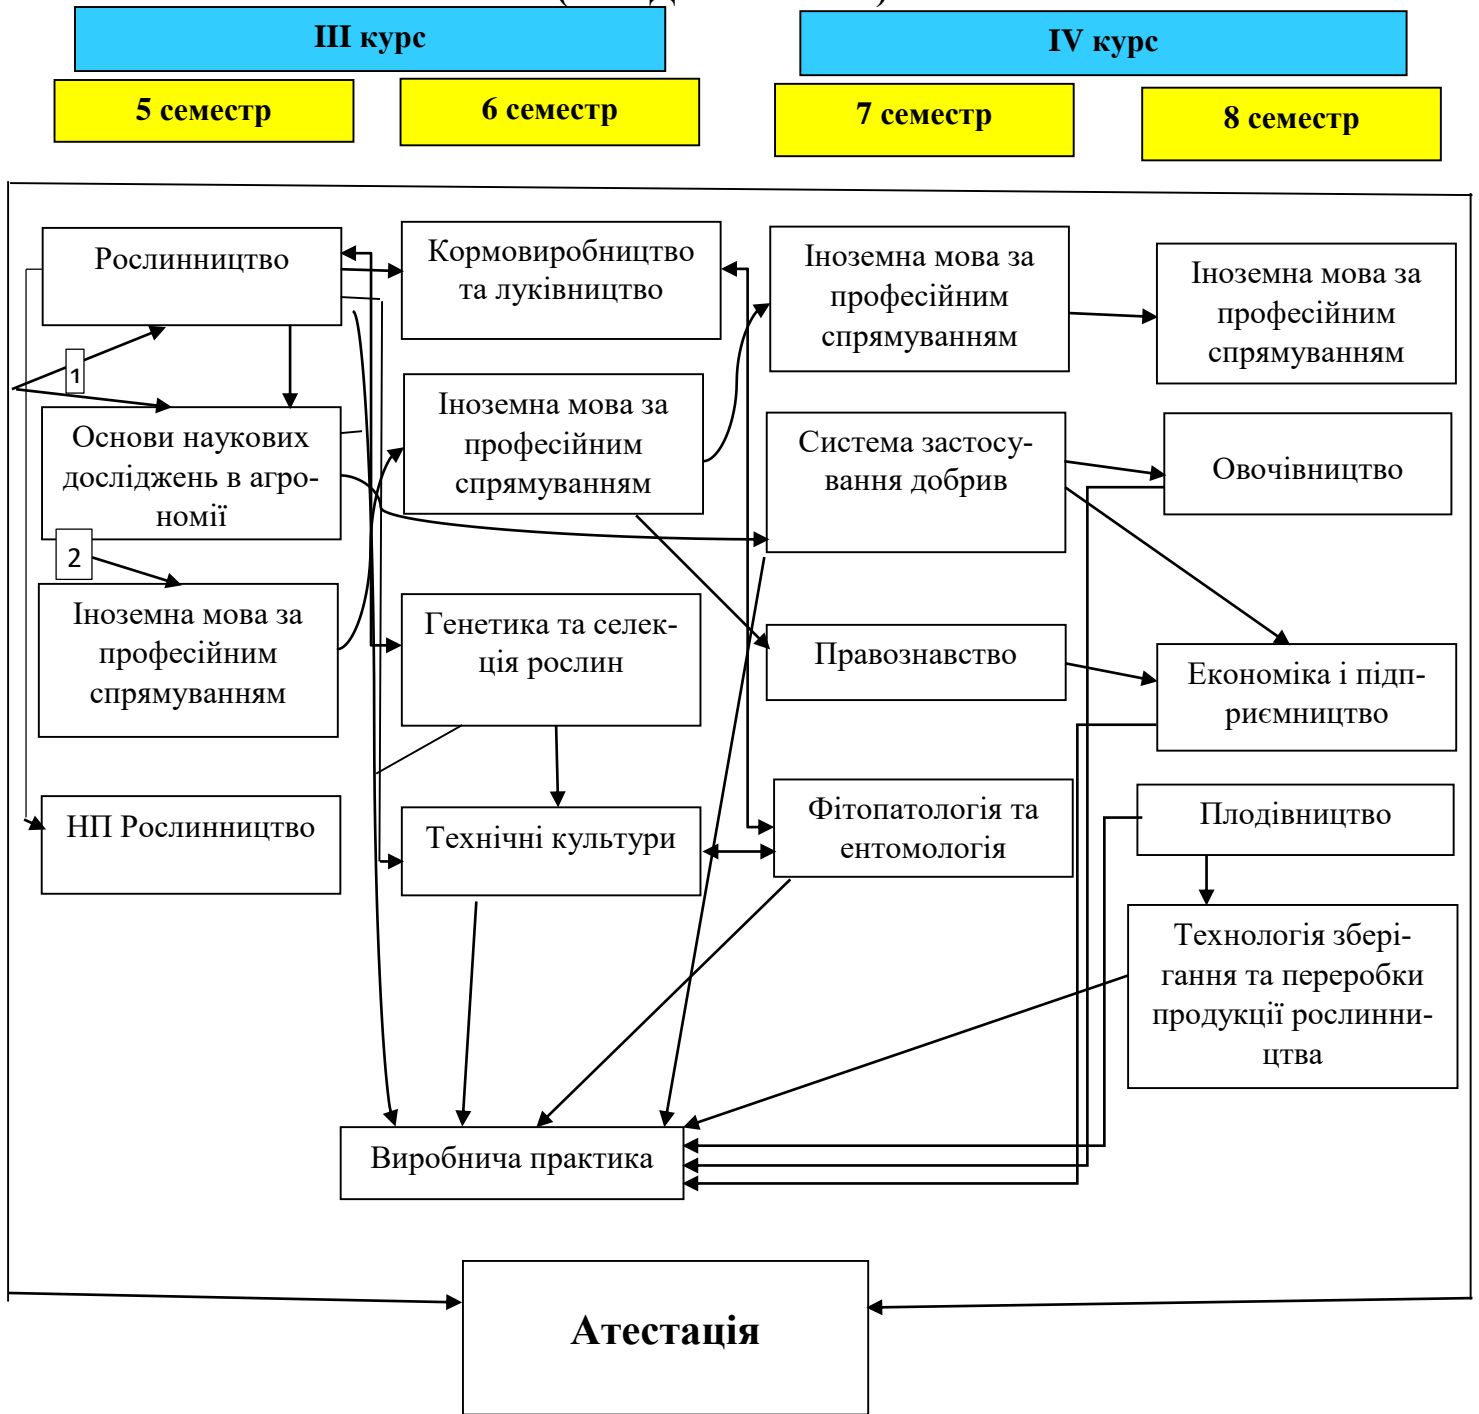 III курс
IV курс
5 семестр
6 семестр
7 семестр
8 семестр
Рослинництво
1
Основи наукових
досліджень в агро-
номії
2
Іноземна мова за
професійним
спрямуванням
НП Рослинництво
Кормовиробництво
та луківництво
Іноземна мова за
професійним
спрямуванням
Генетика та селек-
ція рослин
Технічні культури
Іноземна мова за
професійним
спрямуванням
Система застосу-
вання добрив
Правознавство
Фітопатологія та
ентомологія
Іноземна мова за
професійним
спрямуванням
Овочівництво
Економіка і підп-
риємництво
Плодівництво
Технологія збері-
гання та переробки
продукції рослинни-
цтва
Виробнича практика
Атестація